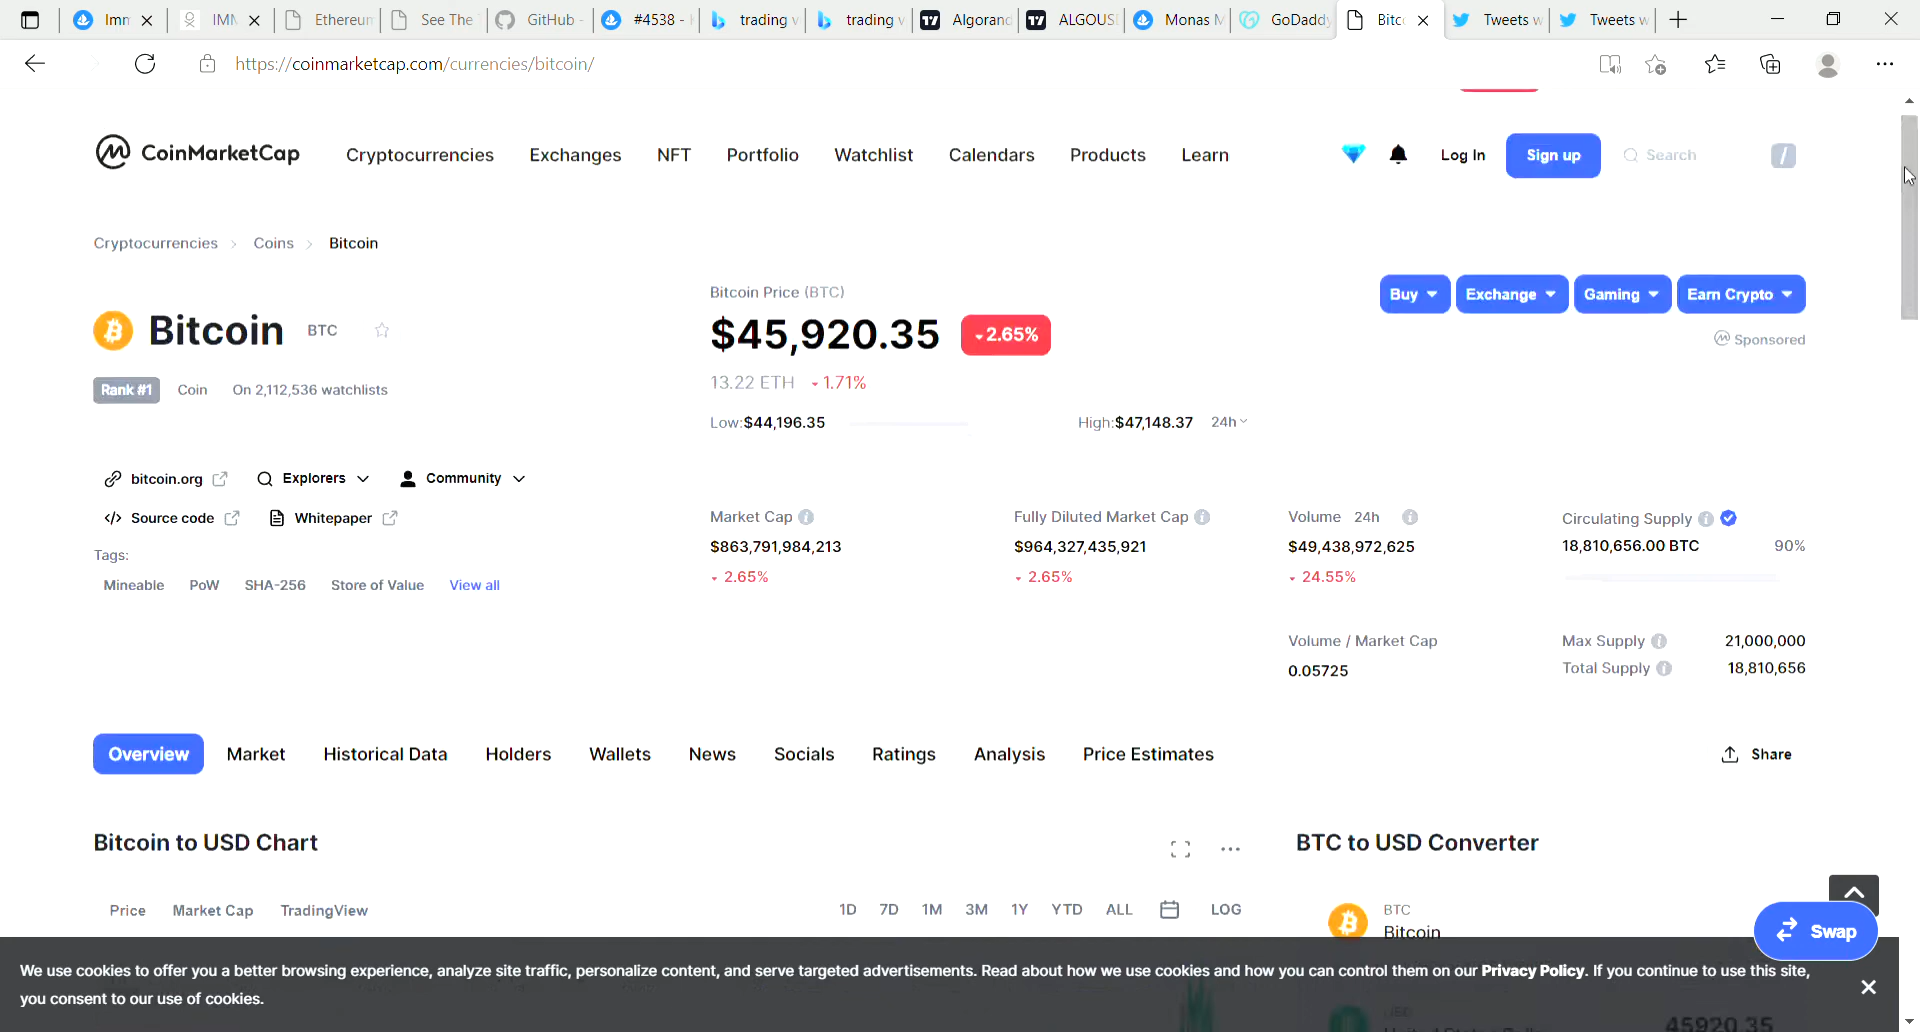 Imm
IMM
Ethereum
See The
GitHub -
#4538 -
trading v
trading v
Algorand
ALGOUS
Monas M
GoDaddy
Bitc
Tweets w
Tweets w
https://coinmarketcap.com/currencies/bitcoin/
CoinMarketCap
Cryptocurrencies Exchanges NFT Portfolio Watchlist Calendars Products Learn
Log In Sign up Search /
Cryptocurrencies > Coins > Bitcoin
Bitcoin BTC
Rank #1 Coin On 2,112,536 watchlists
bitcoin.org Explorers Community
Source code Whitepaper
Tags:
Mineable PoW SHA-256 Store of Value View all
Bitcoin Price (BTC)
$45,920.35 2.65%
13.22 ETH 1.71%
Low:$44,196.35 High:$47,148.37 24h
Buy Exchange Gaming Earn Crypto
Sponsored
Market Cap
$863,791,984,213
2.65%
Fully Diluted Market Cap
$964,327,435,921
2.65%
Volume 24h
$49,438,972,625
24.55%
Volume / Market Cap
0.05725
Circulating Supply
18,810,656.00 BTC 90%
Max Supply 21,000,000
Total Supply 18,810,656
Overview Market Historical Data Holders Wallets News Socials Ratings Analysis Price Estimates Share
Bitcoin to USD Chart
Price Market Cap TradingView 1D 7D 1M 3M 1Y YTD ALL LOG
BTC to USD Converter
BTC
Bitcoin
Swap
We use cookies to offer you a better browsing experience, analyze site traffic, personalize content, and serve targeted advertisements. Read about how we use cookies and how you can control them on our Privacy Policy. If you continue to use this site,
you consent to our use of cookies.
45920.35